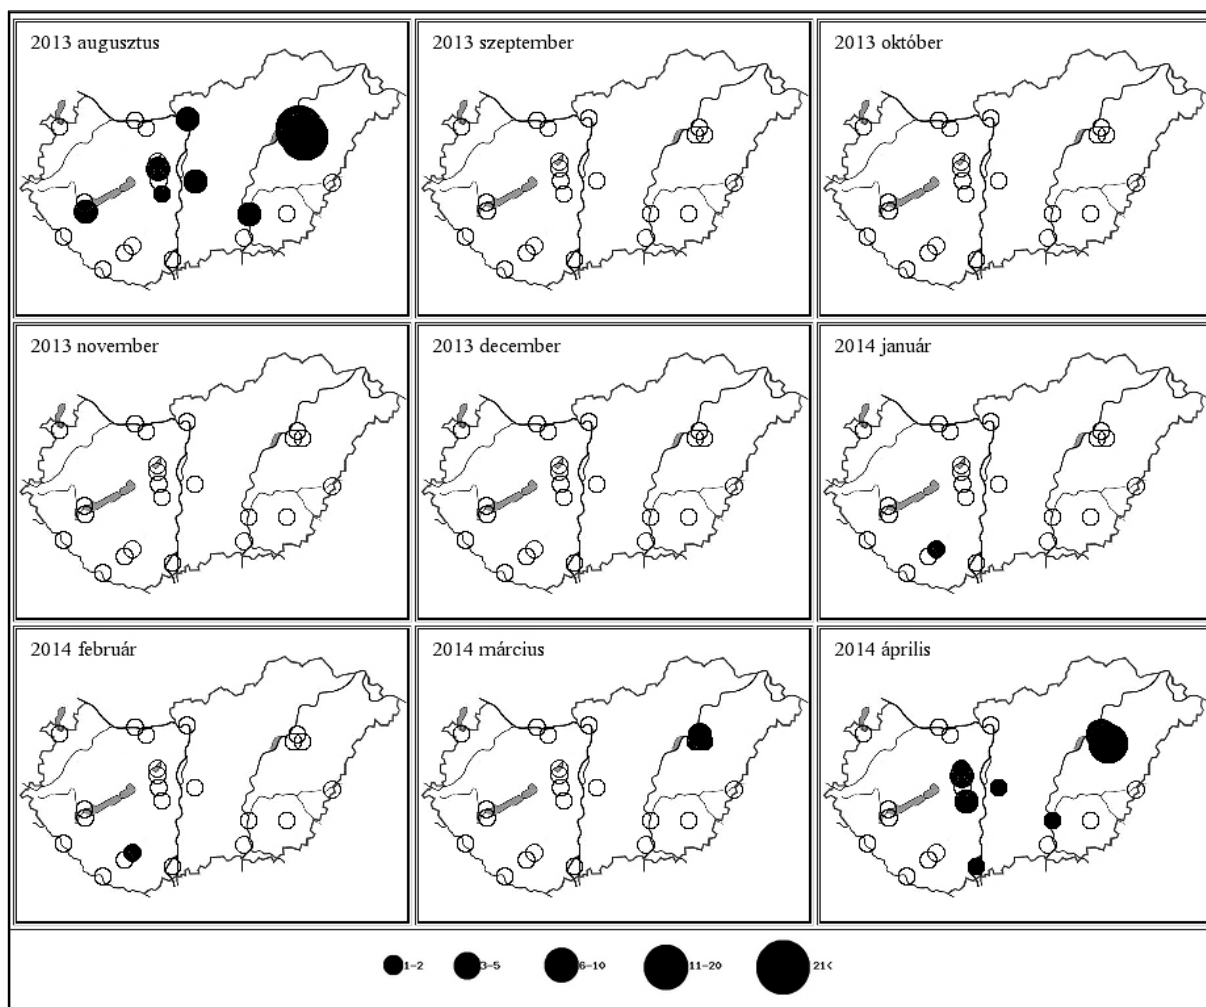 2013 augusztus
2013 szeptember
2013 október
2013 november
2013 december
2014 január
2014 február
2014 március
2014 április
1-2 3-5 6-10 11-20 21<